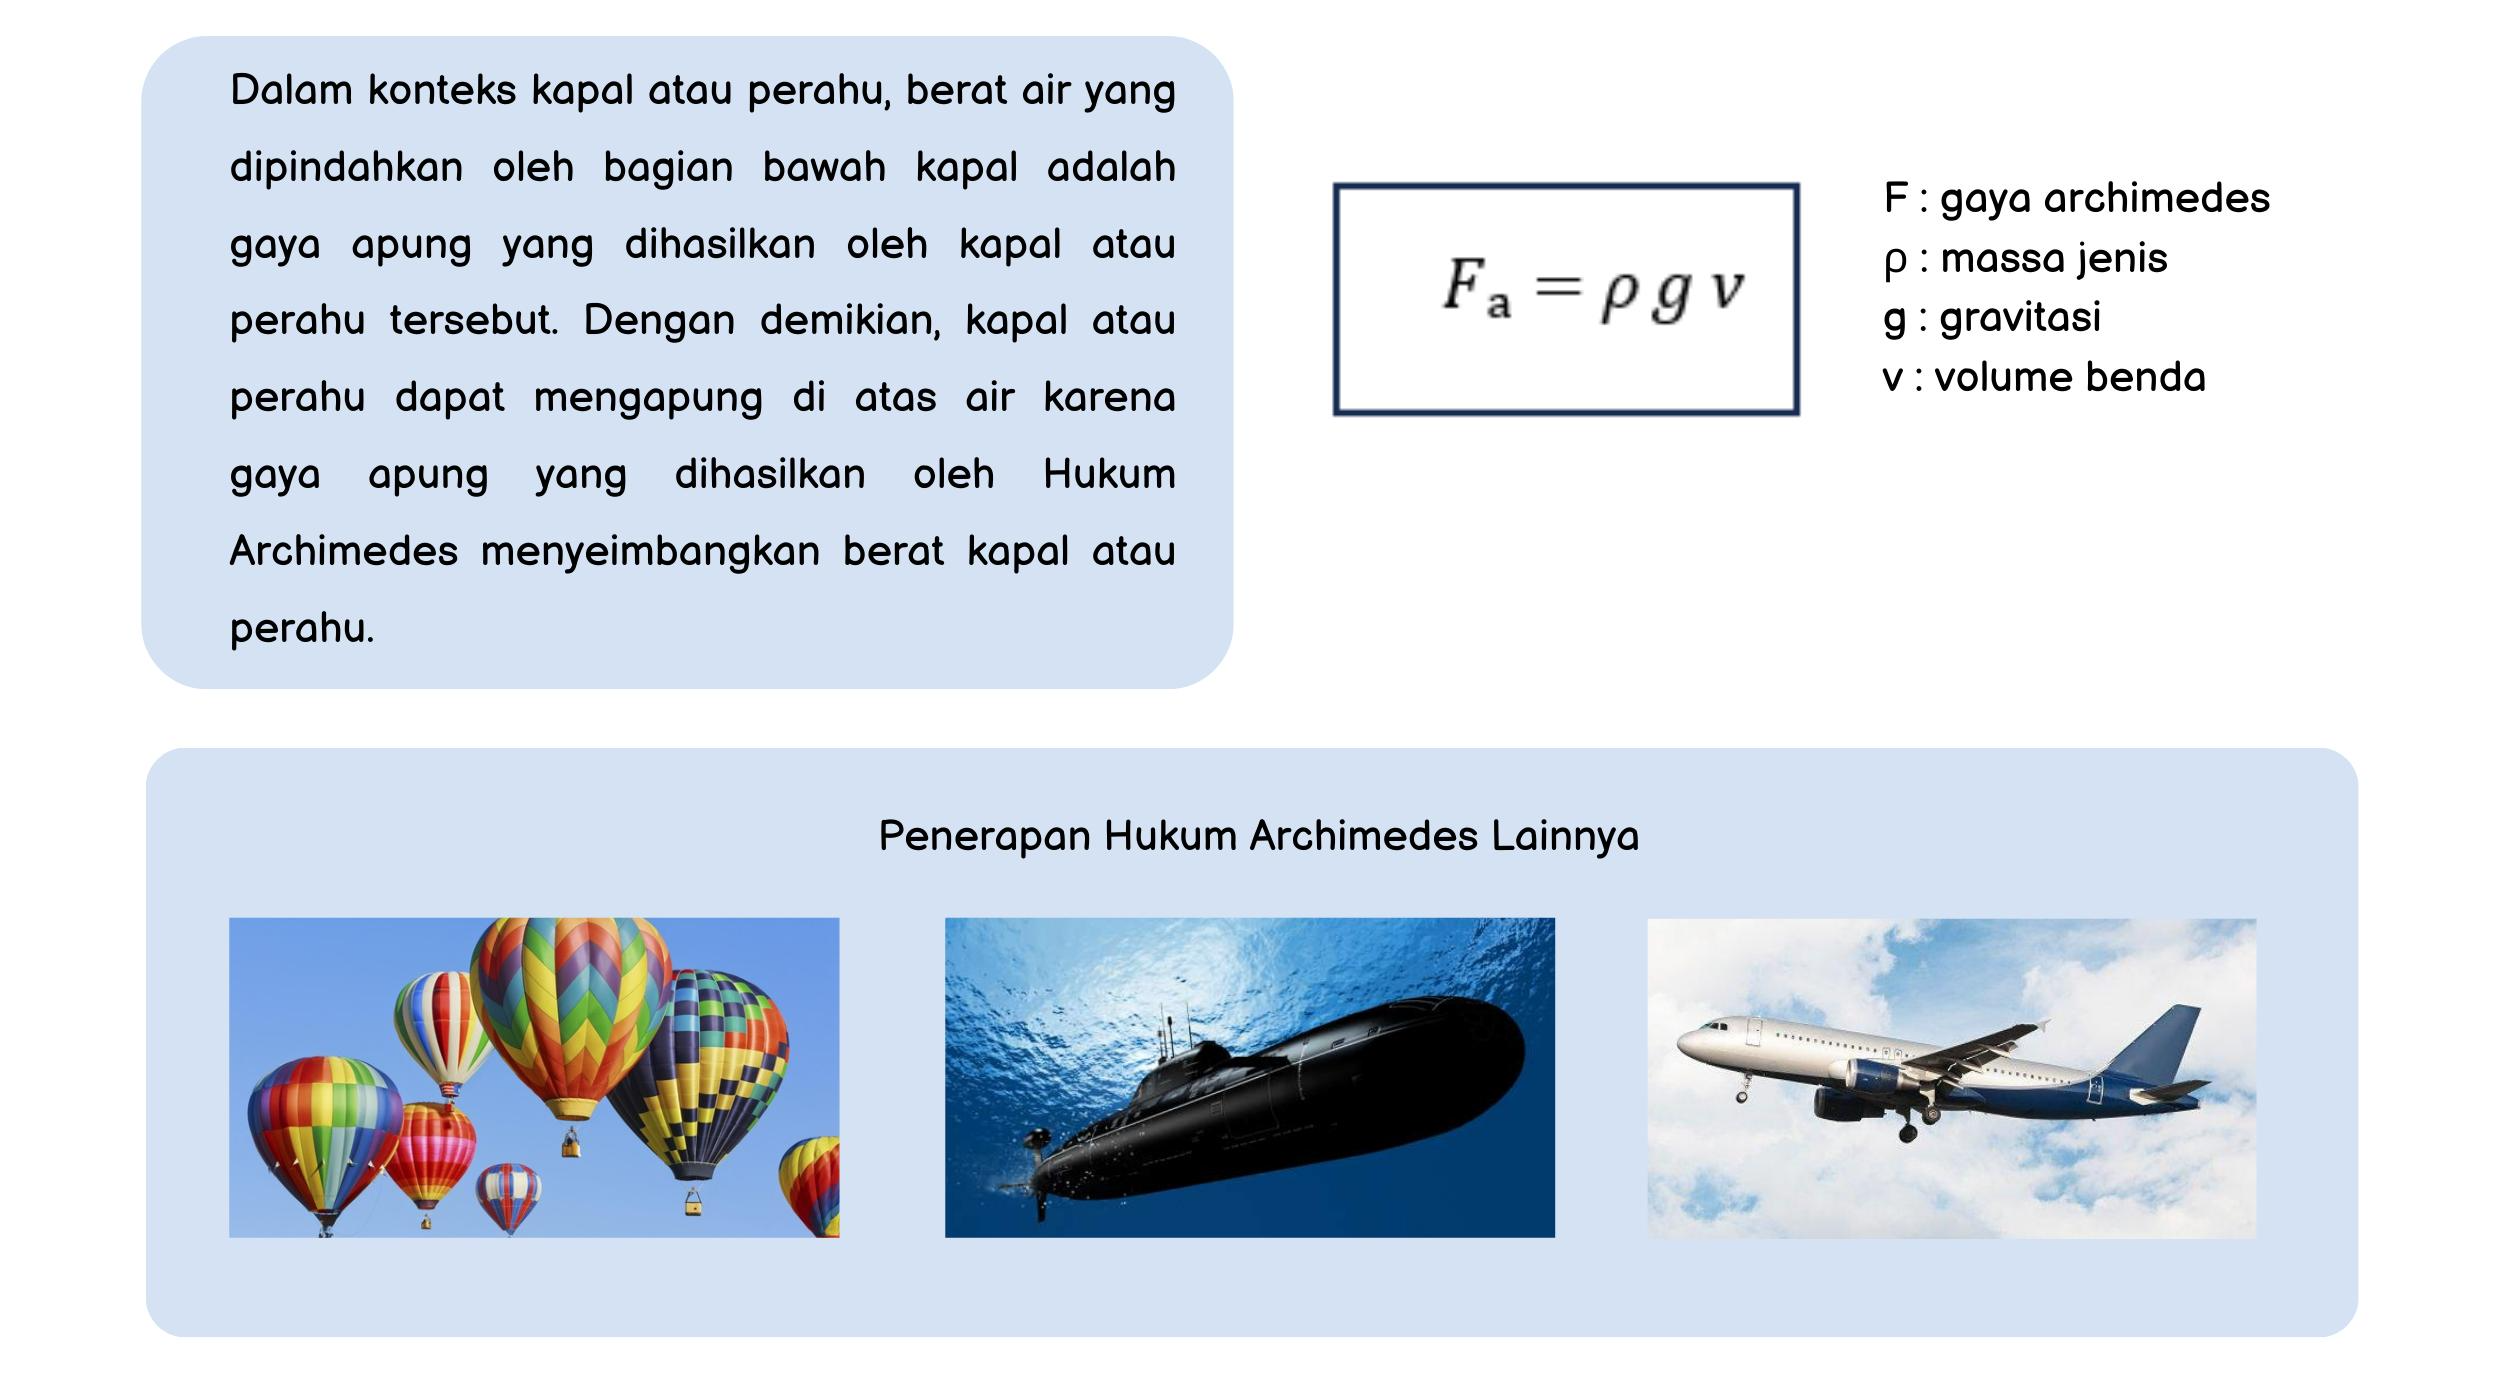 Dalam konteks kapal atau perahu, berat air yang
dipindahkan oleh bagian bawah kapal adalah
gaya apung yang dihasilkan oleh kapal atau
perahu tersebut. Dengan demikian, kapal atau
perahu dapat mengapung di atas air karena
gaya apung yang dihasilkan oleh Hukum
Archimedes menyeimbangkan berat kapal atau
perahu.
Fₐ = ρ g v
F : gaya archimedes
ρ : massa jenis
g : gravitasi
v : volume benda
Penerapan Hukum Archimedes Lainnya